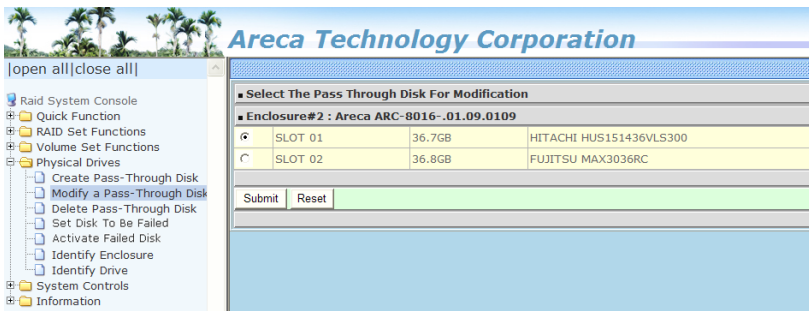 Areca Technology Corporation
|open all|close all|
Raid System Console
Quick Function
RAID Set Functions
Volume Set Functions
Physical Drives
Create Pass-Through Disk
Modify a Pass-Through Disk
Delete Pass-Through Disk
Set Disk To Be Failed
Activate Failed Disk
Identify Enclosure
Identify Drive
System Controls
Information
Select The Pass Through Disk For Modification
Enclosure#2 : Areca ARC-8016-.01.09.0109
SLOT 01 36.7GB HITACHI HUS151436VLS300
SLOT 02 36.8GB FUJITSU MAX3036RC
Submit Reset